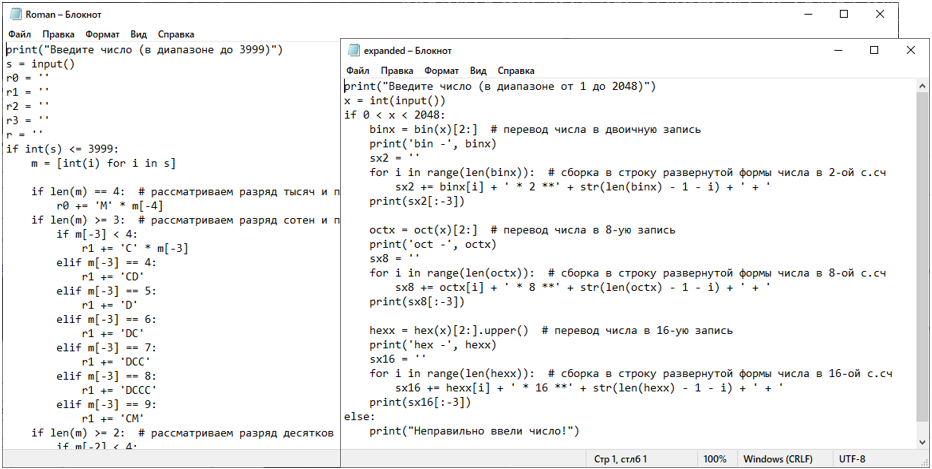 Roman – Блокнот
Файл Правка Формат Вид Справка
print("Введите число (в диапазоне до 3999)")
s = input()
r0 = ''
r1 = ''
r2 = ''
r3 = ''
r = ''
if int(s) <= 3999:
    m = [int(i) for i in s]
    if len(m) == 4:  # рассматриваем разряд тысяч и п
        r0 += 'M' * m[-4]
    if len(m) >= 3:  # рассматриваем разряд сотен и п
        if m[-3] < 4:
            r1 += 'C' * m[-3]
        elif m[-3] == 4:
            r1 += 'CD'
        elif m[-3] == 5:
            r1 += 'D'
        elif m[-3] == 6:
            r1 += 'DC'
        elif m[-3] == 7:
            r1 += 'DCC'
        elif m[-3] == 8:
            r1 += 'DCCC'
        elif m[-3] == 9:
            r1 += 'CM'
    if len(m) >= 2:  # рассматриваем разряд десятков
        if m[-2] < 4:
expanded – Блокнот
Файл Правка Формат Вид Справка
print("Введите число (в диапазоне от 1 до 2048)")
x = int(input())
if 0 < x < 2048:
    binx = bin(x)[2:]  # перевод числа в двоичную запись
    print('bin -', binx)
    sx2 = ''
    for i in range(len(binx)):  # сборка в строку развернутой формы числа в 2-ой с.сч
        sx2 += binx[i] + ' * 2 **' + str(len(binx) - 1 - i) + ' + '
    print(sx2[:-3])
    octx = oct(x)[2:]  # перевод числа в 8-ую запись
    print('oct -', octx)
    sx8 = ''
    for i in range(len(octx)):  # сборка в строку развернутой формы числа в 8-ой с.сч
        sx8 += octx[i] + ' * 8 **' + str(len(octx) - 1 - i) + ' + '
    print(sx8[:-3])
    hexx = hex(x)[2:].upper()  # перевод числа в 16-ую запись
    print('hex -', hexx)
    sx16 = ''
    for i in range(len(hexx)):  # сборка в строку развернутой формы числа в 16-ой с.сч
        sx16 += hexx[i] + ' * 16 **' + str(len(hexx) - 1 - i) + ' + '
    print(sx16[:-3])
else:
    print("Неправильно ввели число!")
Стр 1, стлб 1 100% Windows (CRLF) UTF-8